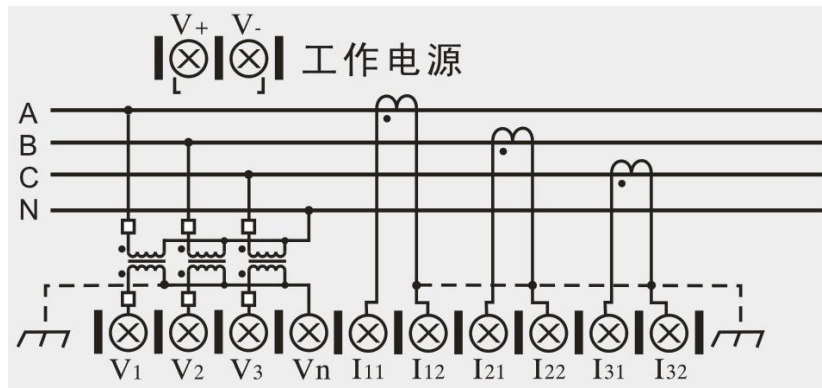 V+ V-
工作电源
A
B
C
N
V1 V2 V3 Vn I11 I12 I21 I22 I31 I32